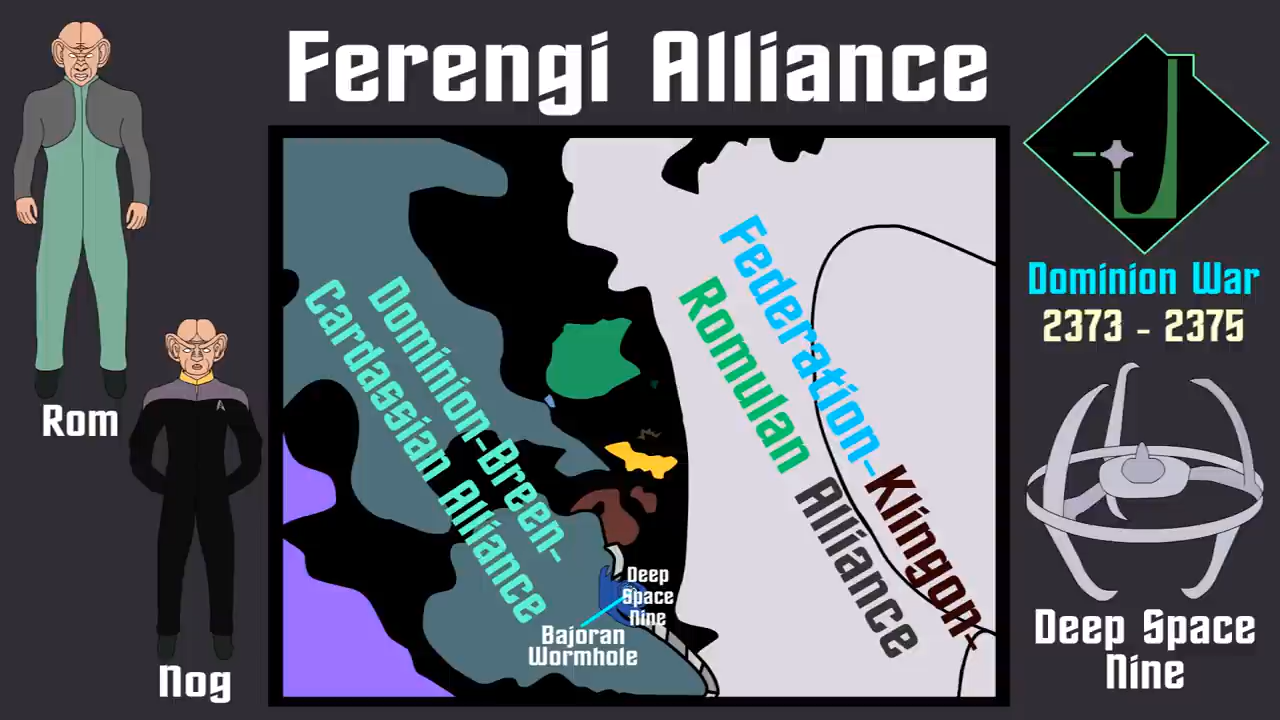 Ferengi Alliance
Rom
Nog
Dominion-Breen-
Cardassian Alliance
Federation-Klingon-
Romulan Alliance
Deep
Space
Nine
Bajoran
Wormhole
Dominion War
2373 - 2375
Deep Space
Nine